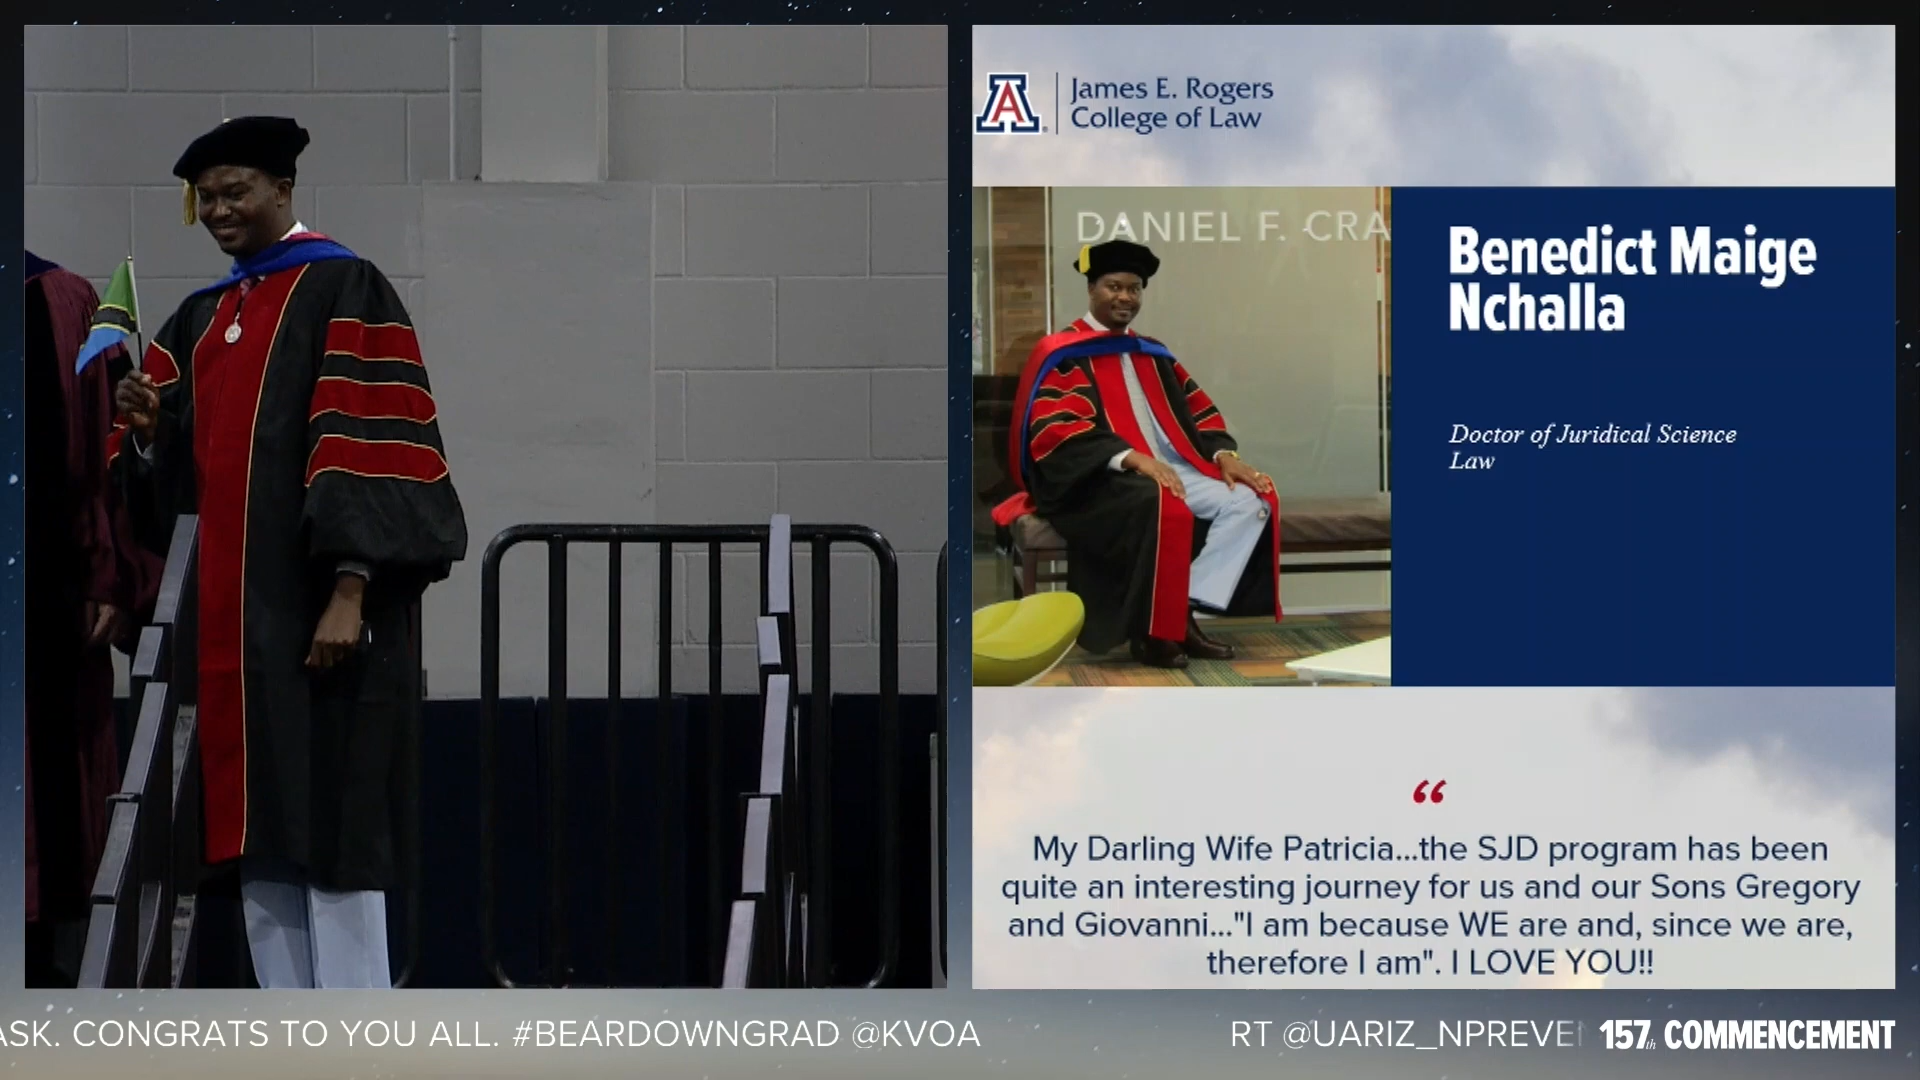 A
James E. Rogers
College of Law
DANIEL F. CRA
Benedict Maige
Nchalla
Doctor of Juridical Science
Law
“
My Darling Wife Patricia...the SJD program has been
quite an interesting journey for us and our Sons Gregory
and Giovanni..."I am because WE are and, since we are,
therefore I am". I LOVE YOU!!
ASK. CONGRATS TO YOU ALL. #BEARDOWNGRAD @KVOA
RT @UARIZ_NPREVE
157th COMMENCEMENT